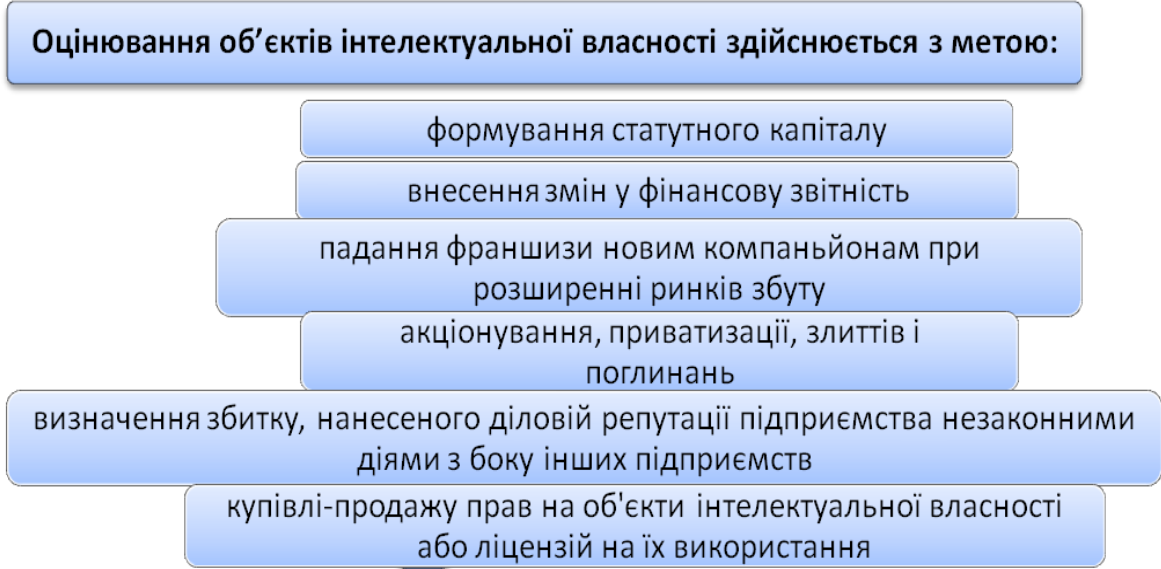 Оцінювання об’єктів інтелектуальної власності здійснюється з метою:
формування статутного капіталу
внесення змін у фінансову звітність
падання франшизи новим компаньйонам при
розширенні ринків збуту
акціонування, приватизації, злиттів і
поглинань
визначення збитку, нанесеного діловій репутації підприємства незаконними
діями з боку інших підприємств
купівлі-продажу прав на об'єкти інтелектуальної власності
або ліцензій на їх використання